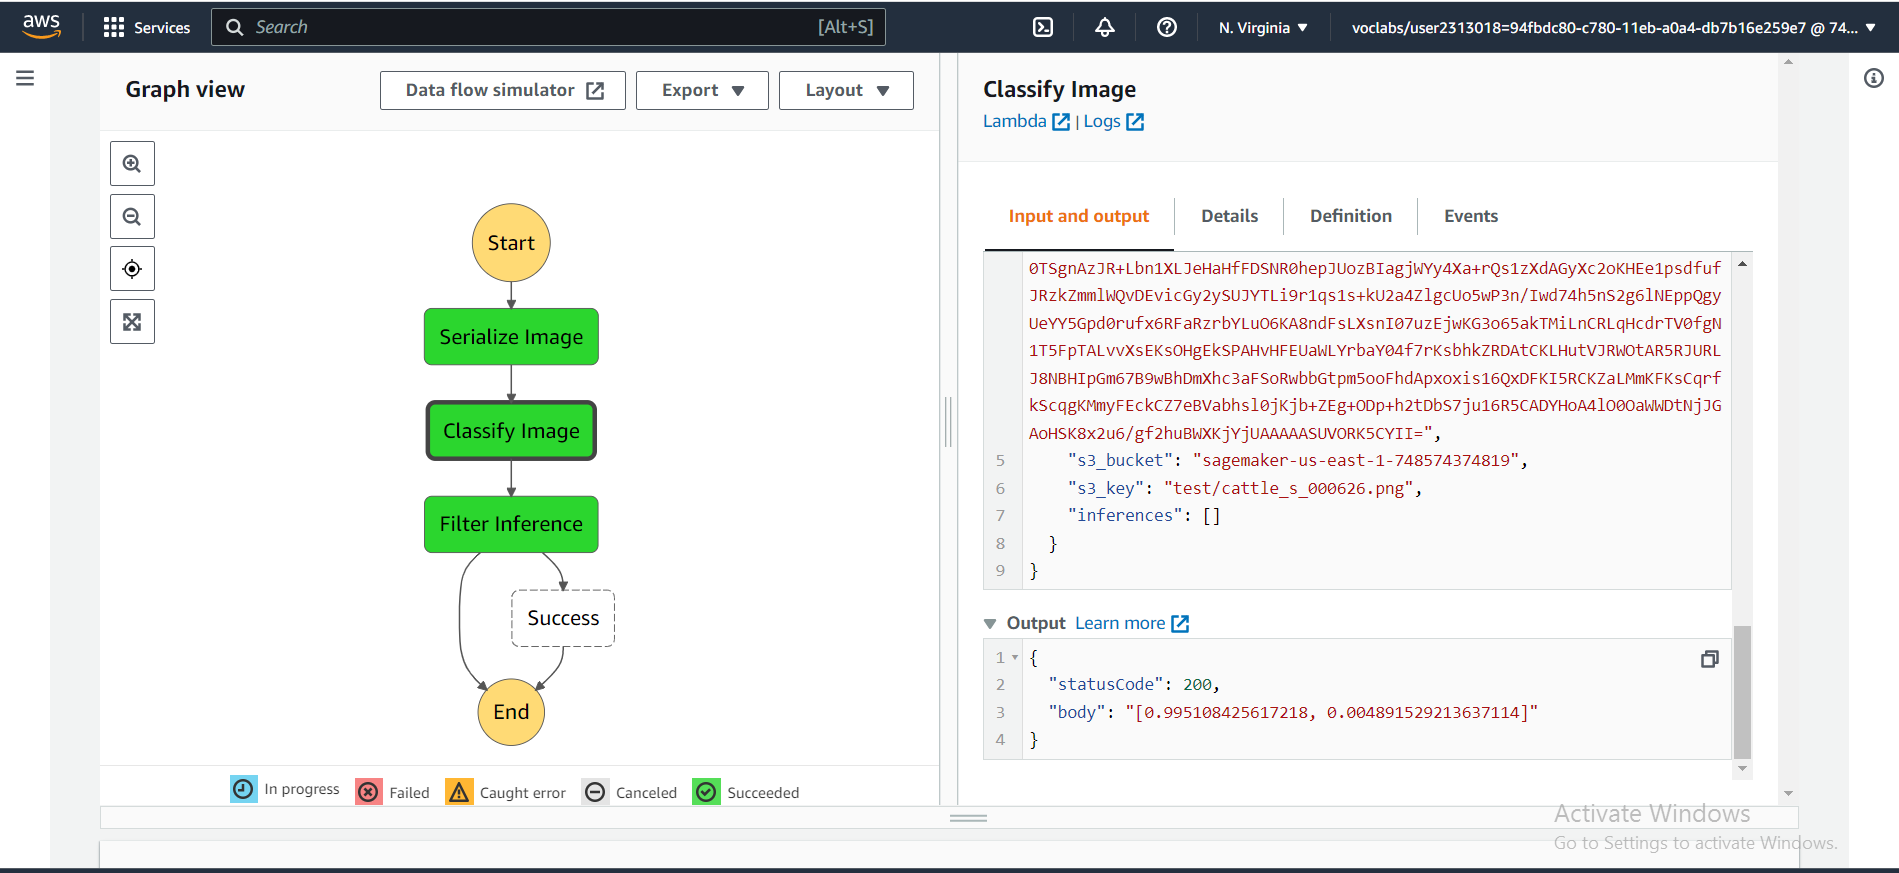 aws
Services
Search
[Alt+S]
N. Virginia
voclabs/user2313018=94fbdc80-c780-11eb-a0a4-db7b16e259e7 @ 74...
Graph view
Data flow simulator
Export
Layout
Start
Serialize Image
Classify Image
Filter Inference
Success
End
In progress
Failed
Caught error
Canceled
Succeeded
Classify Image
Lambda | Logs
Input and output
Details
Definition
Events
0TSgnAzJR+Lbn1XLJeHaHfFDSNR0hepJUozBIagjWYy4Xa+rQs1zXdAGyXc2oKHEe1psdfuf
JRzkZmmlWQvDEvicGy2ySUJYTLi9r1qs1s+kU2a4ZlgcUo5wP3n/Iwd74h5nS2g6lNEppQgy
UeYY5Gpd0rufx6RFaRzrbYLuO6KA8ndFsLXsnI07uzEjwKG3o65akTMiLnCRLqHcdrTV0fgN
1T5FpTALvvXsEKsOHgEkSPAHvHFEUaWLYrbaY04f7rKsbhkZRDAtCKLHutVJRWOtAR5RJURL
J8NBHIpGm67B9wBhDmXhc3aFSoRwbbGtpm5ooFhdApxoxis16QxDFKI5RCKZaLMmKFKsCqrf
kScqgKMmyFEckCZ7eBVabhsl0jKjb+ZEg+ODp+h2tDbS7ju16R5CADYHoA4lO0OaWWDtNjJG
AoHSK8x2u6/gf2huBWXKjYjUAAAAASUVORK5CYII=",
5 "s3_bucket": "sagemaker-us-east-1-748574374819",
6 "s3_key": "test/cattle_s_000626.png",
7 "inferences": []
8 }
9 }
Output Learn more
1 {
2 "statusCode": 200,
3 "body": "[0.995108425617218, 0.004891529213637114]"
4 }
Activate Windows
Go to Settings to activate Windows.